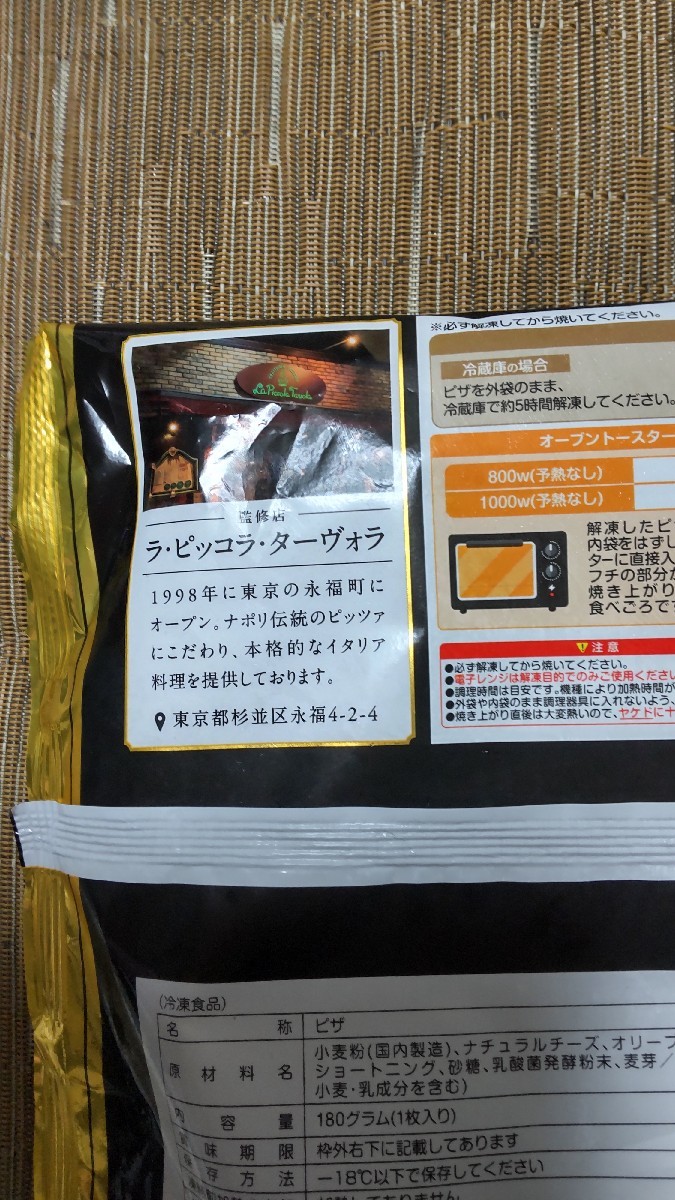 La Piccola Tavola
監修店
ラ・ピッコラ・ターヴォラ
1998年に東京の永福町に
オープン。ナポリ伝統のピッツァ
にこだわり、本格的なイタリア
料理を提供しております。
東京都杉並区永福4-2-4
※必ず解凍してから焼いてください。
冷蔵庫の場合
ピザを外袋のまま、
冷蔵庫で約5時間解凍してください。
オーブントースター
800w(予熱なし)
1000w(予熱なし)
解凍したピ
内袋をはずし
ターに直接入
フチの部分が
焼き上がり
食べごろです
注意
●必ず解凍してから焼いてください。
●電子レンジは解凍目的でのみご使用ください
●調理時間は目安です。機種により加熱時間が
●外袋や内袋のまま調理器具に入れないよう、
●焼き上がり直後は大変熱いので、ヤケドに十
(冷凍食品)
名称 ピザ
原材料名 小麦粉(国内製造)、ナチュラルチーズ、オリーブ
ショートニング、砂糖、乳酸菌発酵粉末、麦芽/
小麦・乳成分を含む)
内容量 180グラム(1枚入り)
味期限 枠外右下に記載してあります
存方法 −18℃以下で保存してください